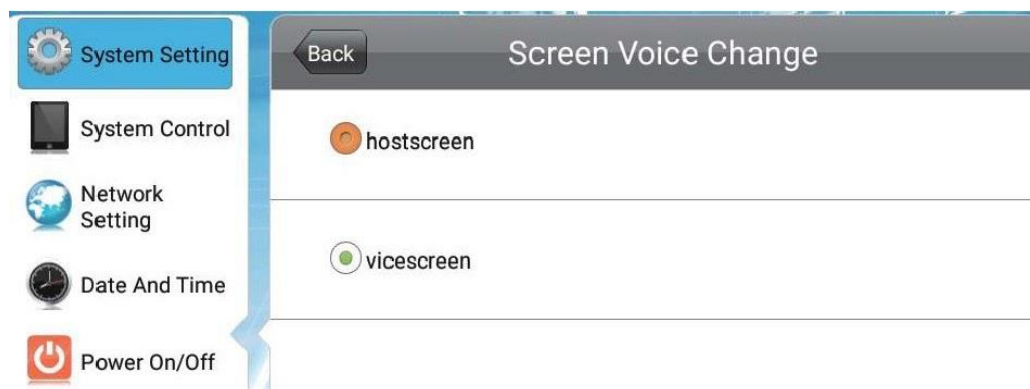 System Setting
System Control
Network
Setting
Date And Time
Power On/Off
Back
Screen Voice Change
hostscreen
vicescreen